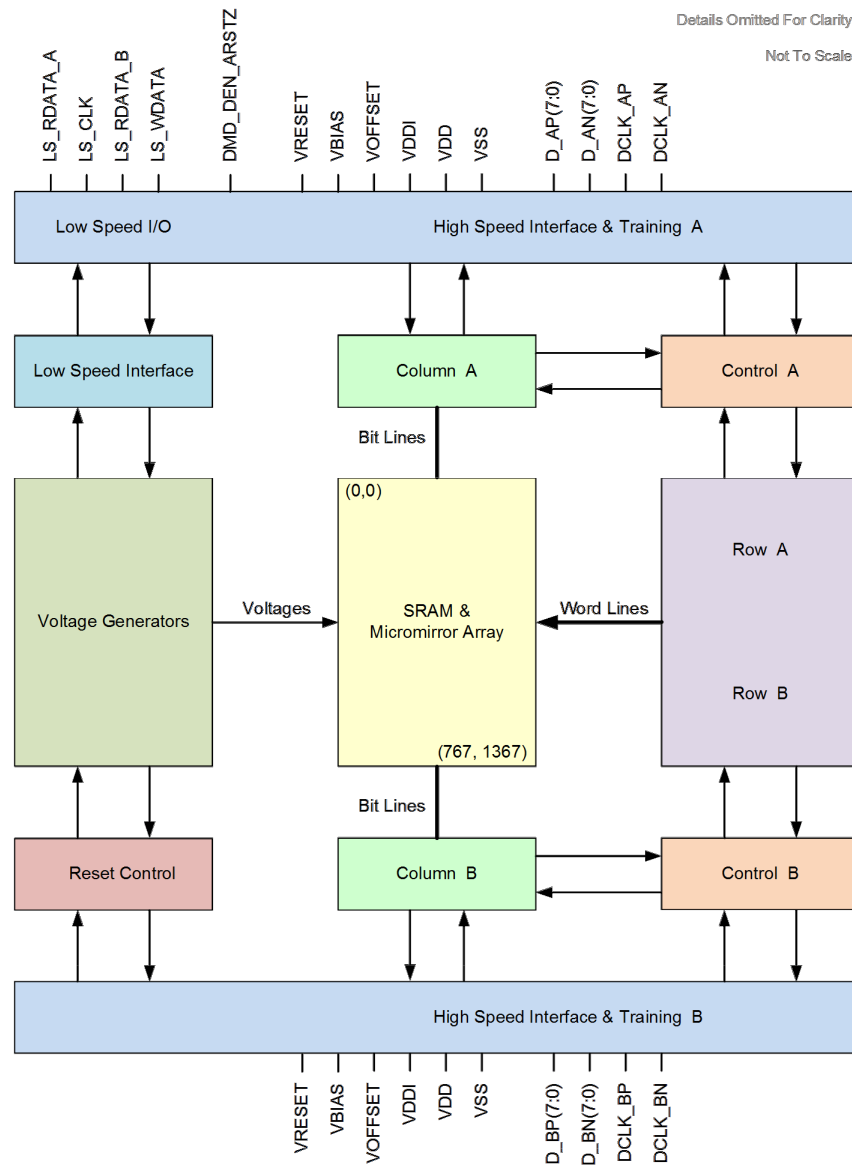 Details Omitted For Clarity
Not To Scale
LS_RDATA_A
LS_CLK
LS_RDATA_B
LS_WDATA
DMD_DEN_ARSTZ
VRESET
VBIAS
VOFFSET
VDDI
VDD
VSS
D_AP(7:0)
D_AN(7:0)
DCLK_AP
DCLK_AN
Low Speed I/O
High Speed Interface & Training A
Low Speed Interface
Column A
Control A
Bit Lines
(0,0)
Row A
Voltage Generators
Voltages
SRAM &
Micromirror Array
Word Lines
Row B
(767, 1367)
Bit Lines
Reset Control
Column B
Control B
High Speed Interface & Training B
VRESET
VBIAS
VOFFSET
VDDI
VDD
VSS
D_BP(7:0)
D_BN(7:0)
DCLK_BP
DCLK_BN